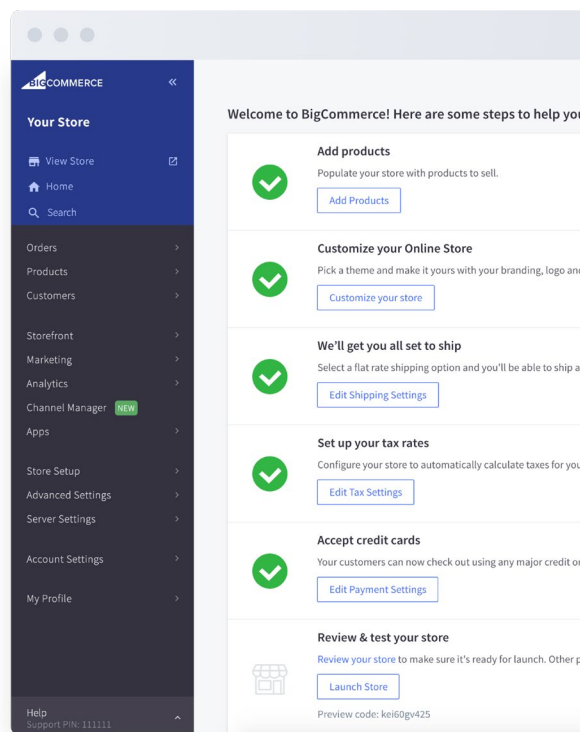 BIGCOMMERCE
Your Store
View Store
Home
Search
Orders
Products
Customers
Storefront
Marketing
Analytics
Channel Manager NEW
Apps
Store Setup
Advanced Settings
Server Settings
Account Settings
My Profile
Help
Support PIN: 111111
Welcome to BigCommerce! Here are some steps to help you
Add products
Populate your store with products to sell.
Add Products
Customize your Online Store
Pick a theme and make it yours with your branding, logo and
Customize your store
We'll get you all set to ship
Select a flat rate shipping option and you'll be able to ship a
Edit Shipping Settings
Set up your tax rates
Configure your store to automatically calculate taxes for you
Edit Tax Settings
Accept credit cards
Your customers can now check out using any major credit or
Edit Payment Settings
Review & test your store
Review your store to make sure it's ready for launch. Other p
Launch Store
Preview code: kei60gv425